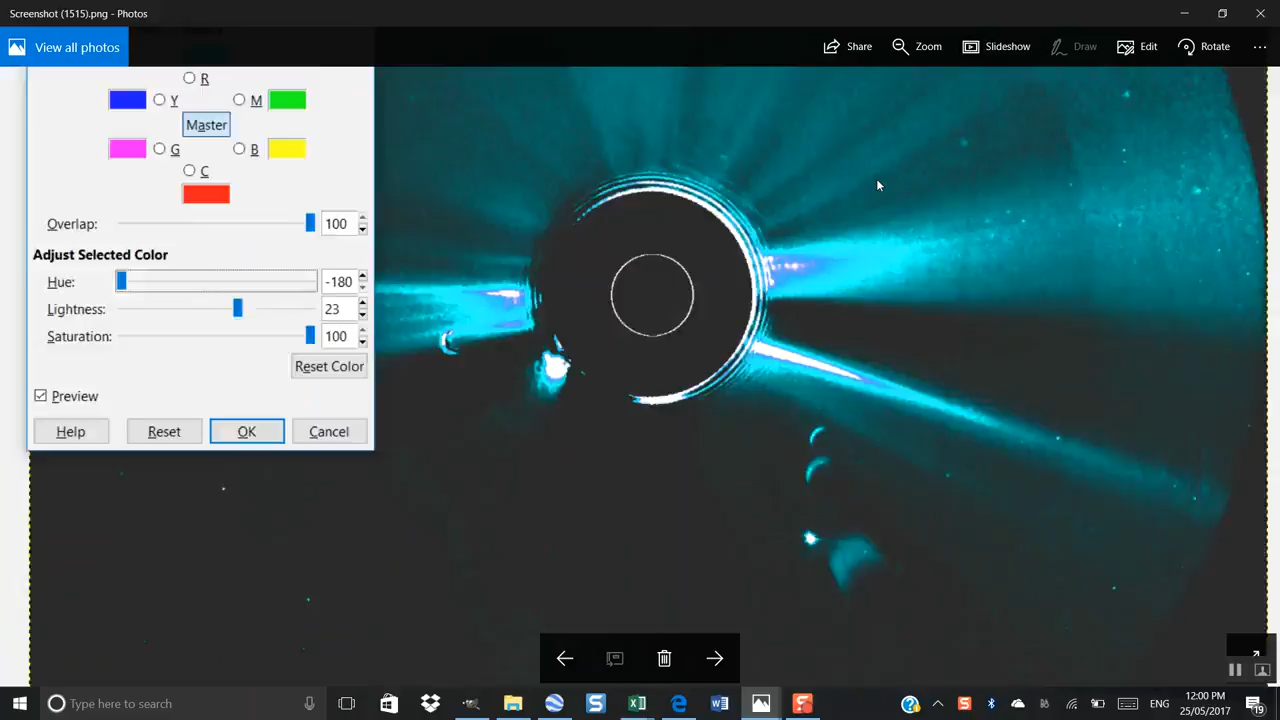 Screenshot (1515).png - Photos
View all photos
Share
Zoom
Slideshow
Draw
Edit
Rotate
R
Y
M
Master
G
B
C
Overlap:
100
Adjust Selected Color
Hue:
-180
Lightness:
23
Saturation:
100
Reset Color
Preview
Help
Reset
OK
Cancel
Type here to search
ENG
12:00 PM
25/05/2017
19